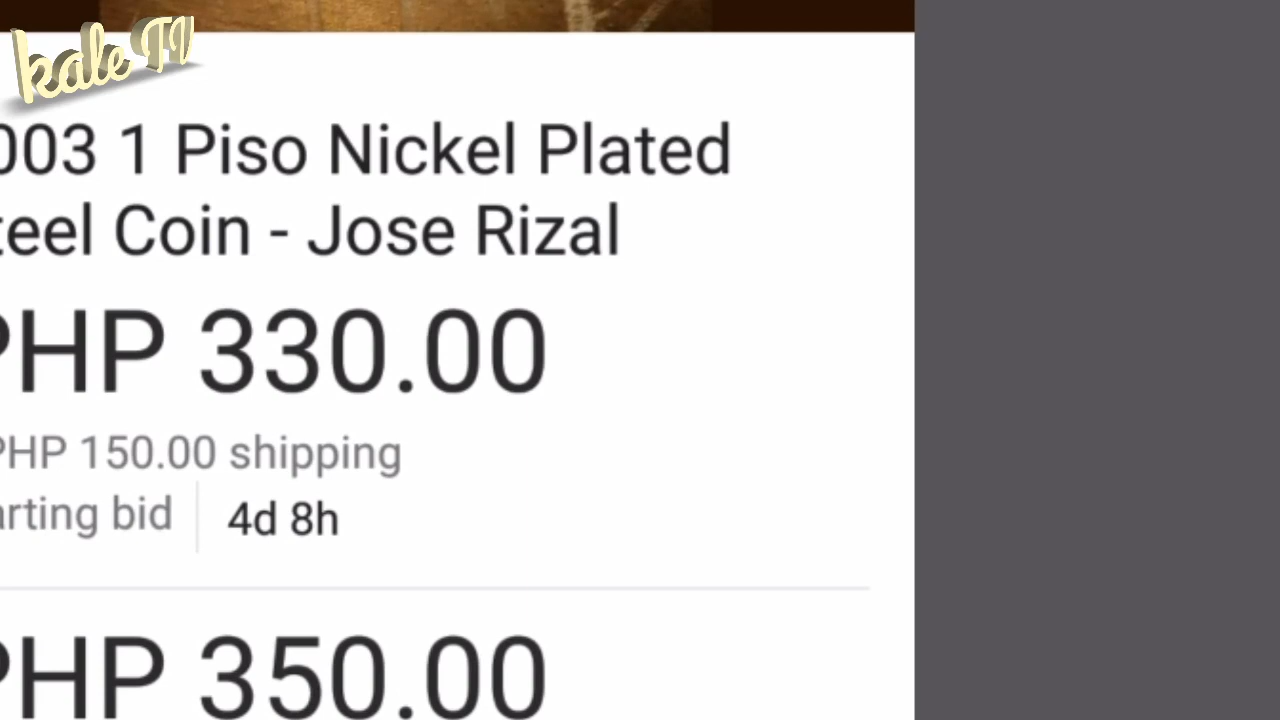 kale TV
003 1 Piso Nickel Plated
teel Coin - Jose Rizal
PHP 330.00
PHP 150.00 shipping
arting bid
4d 8h
PHP 350.00